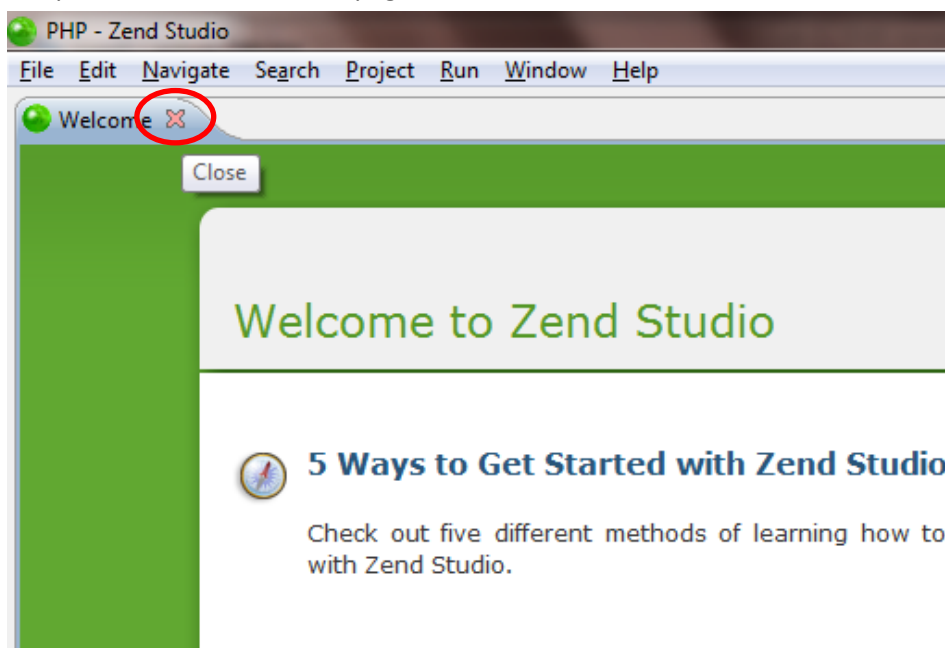 PHP - Zend Studio
File Edit Navigate Search Project Run Window Help
Welcome
Close
Welcome to Zend Studio
5 Ways to Get Started with Zend Studio
Check out five different methods of learning how to
with Zend Studio.